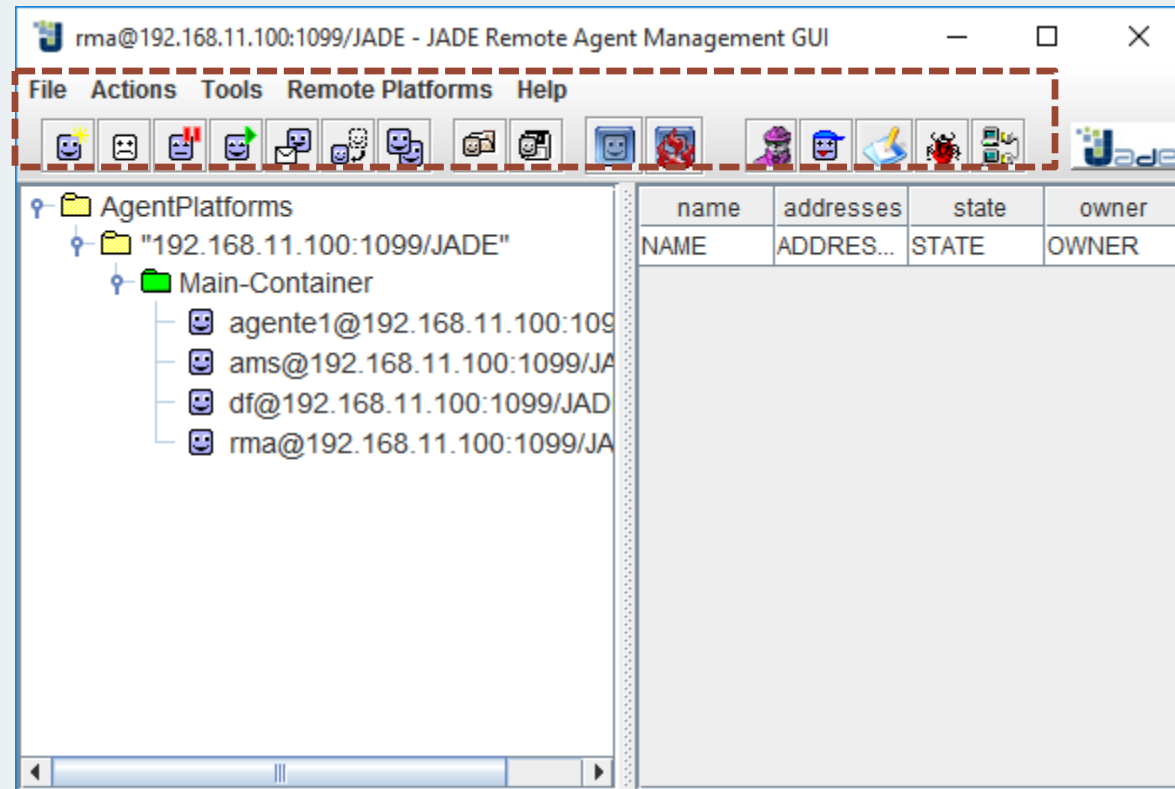 rma@192.168.11.100:1099/JADE - JADE Remote Agent Management GUI
File Actions Tools Remote Platforms Help
Jade
AgentPlatforms
"192.168.11.100:1099/JADE"
Main-Container
agente1@192.168.11.100:109
ams@192.168.11.100:1099/JA
df@192.168.11.100:1099/JAD
rma@192.168.11.100:1099/JA
name addresses state owner
NAME ADDRES... STATE OWNER